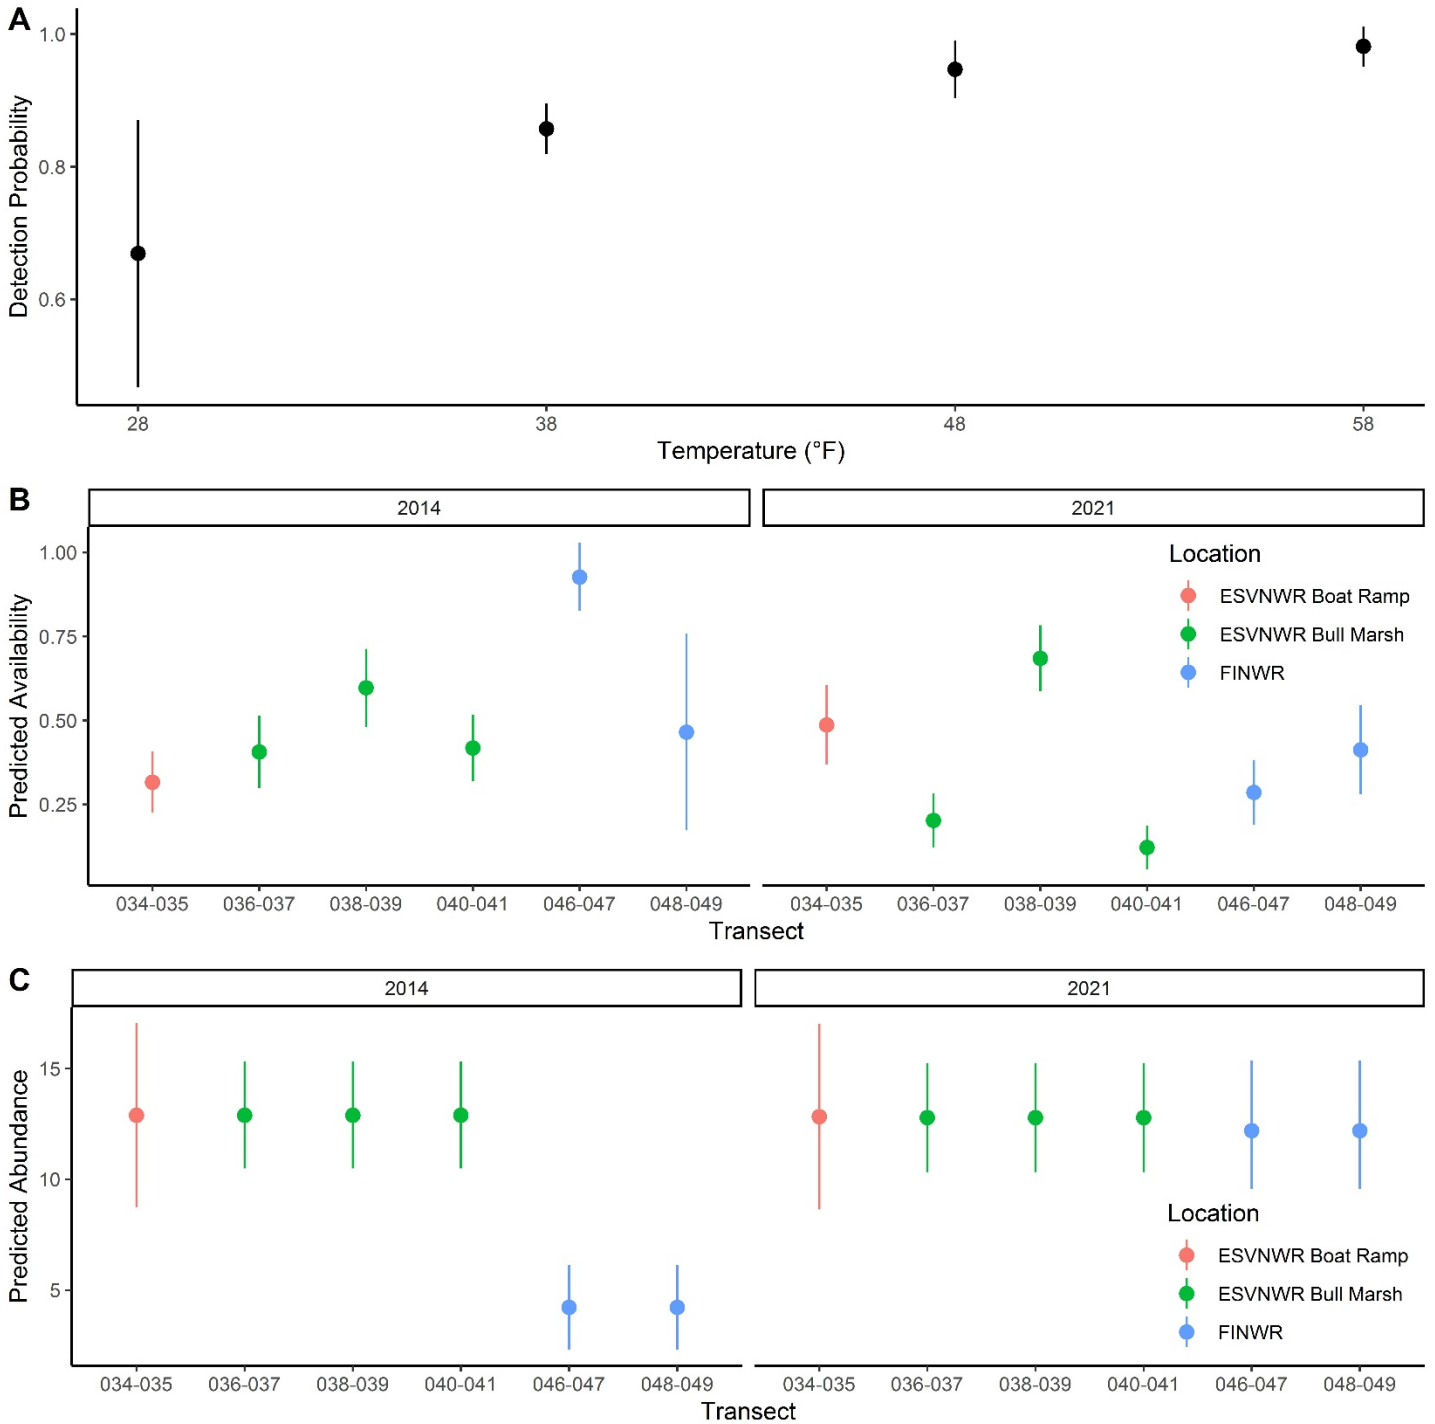 A
Detection Probability
1.0
0.8
0.6
28 38 48 58
Temperature (°F)
B
2014 2021
Predicted Availability
1.00
0.75
0.50
0.25
Location
ESVNWR Boat Ramp
ESVNWR Bull Marsh
FINWR
034-035 036-037 038-039 040-041 046-047 048-049 034-035 036-037 038-039 040-041 046-047 048-049
Transect
C
2014 2021
Predicted Abundance
15
10
5
Location
ESVNWR Boat Ramp
ESVNWR Bull Marsh
FINWR
034-035 036-037 038-039 040-041 046-047 048-049 034-035 036-037 038-039 040-041 046-047 048-049
Transect